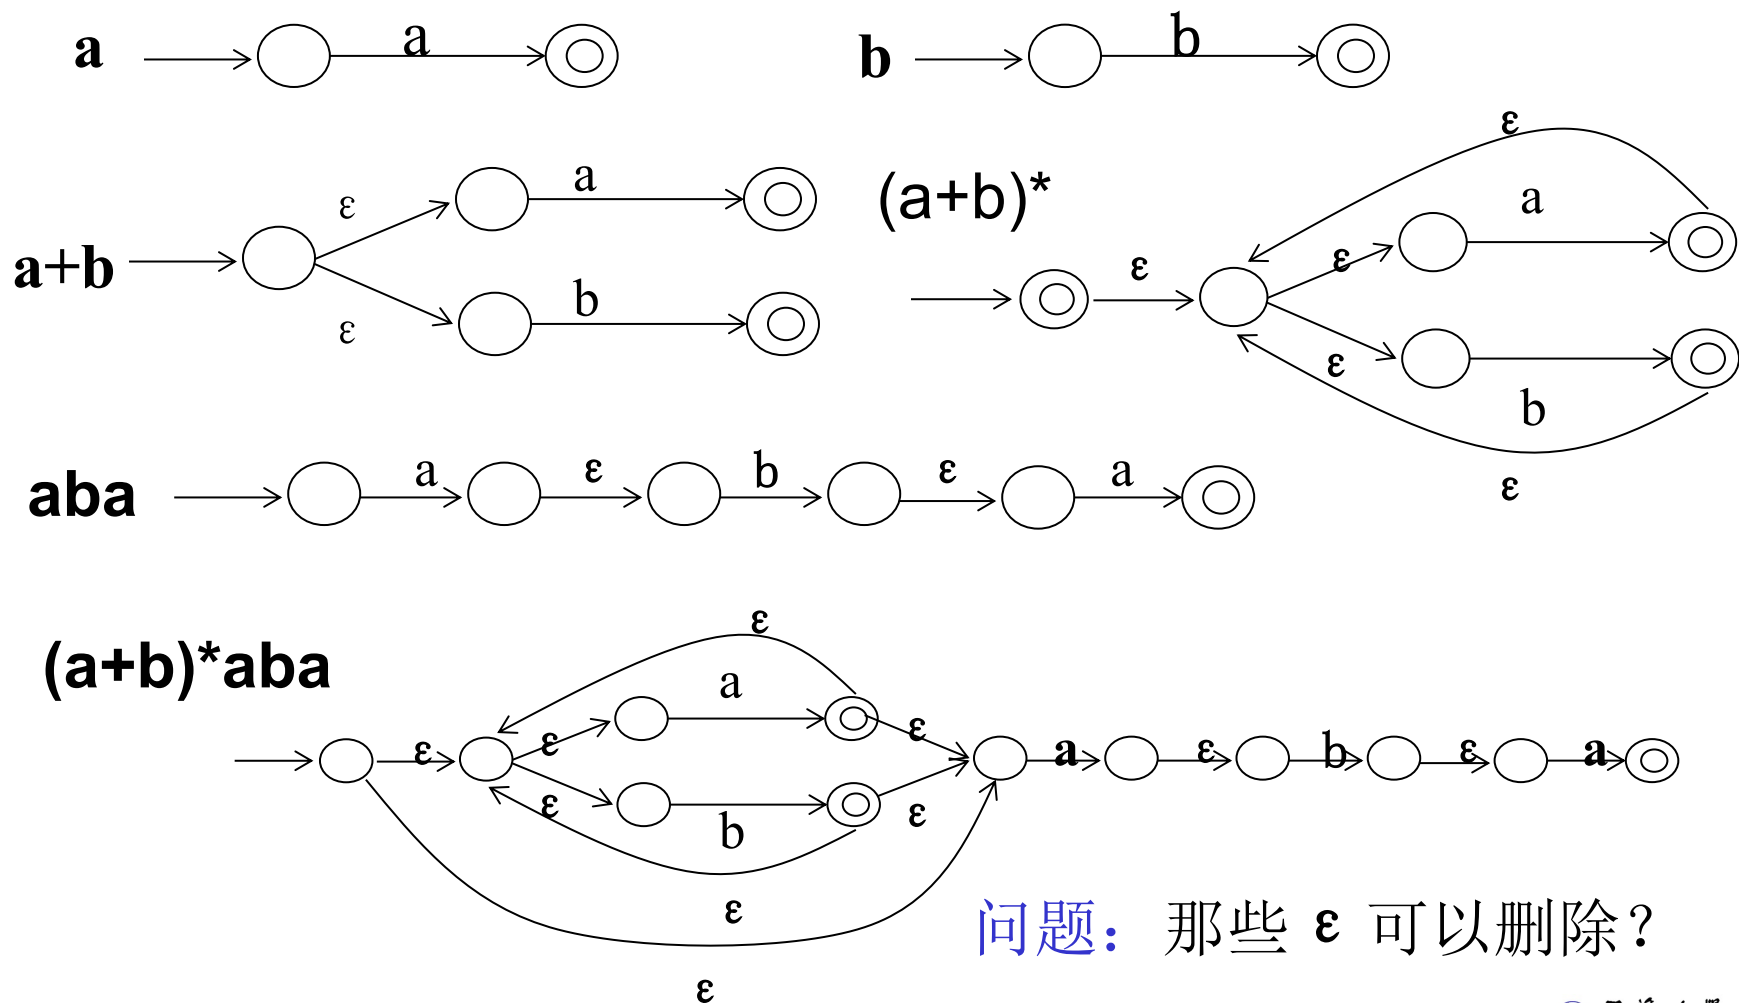 a a b b
ε
a+b ε a ε b
(a+b)* ε ε a ε b ε
aba a ε b ε a
(a+b)*aba ε
a
ε ε ε a ε b ε a
ε b ε
ε
问题：那些 ε 可以删除？
ε